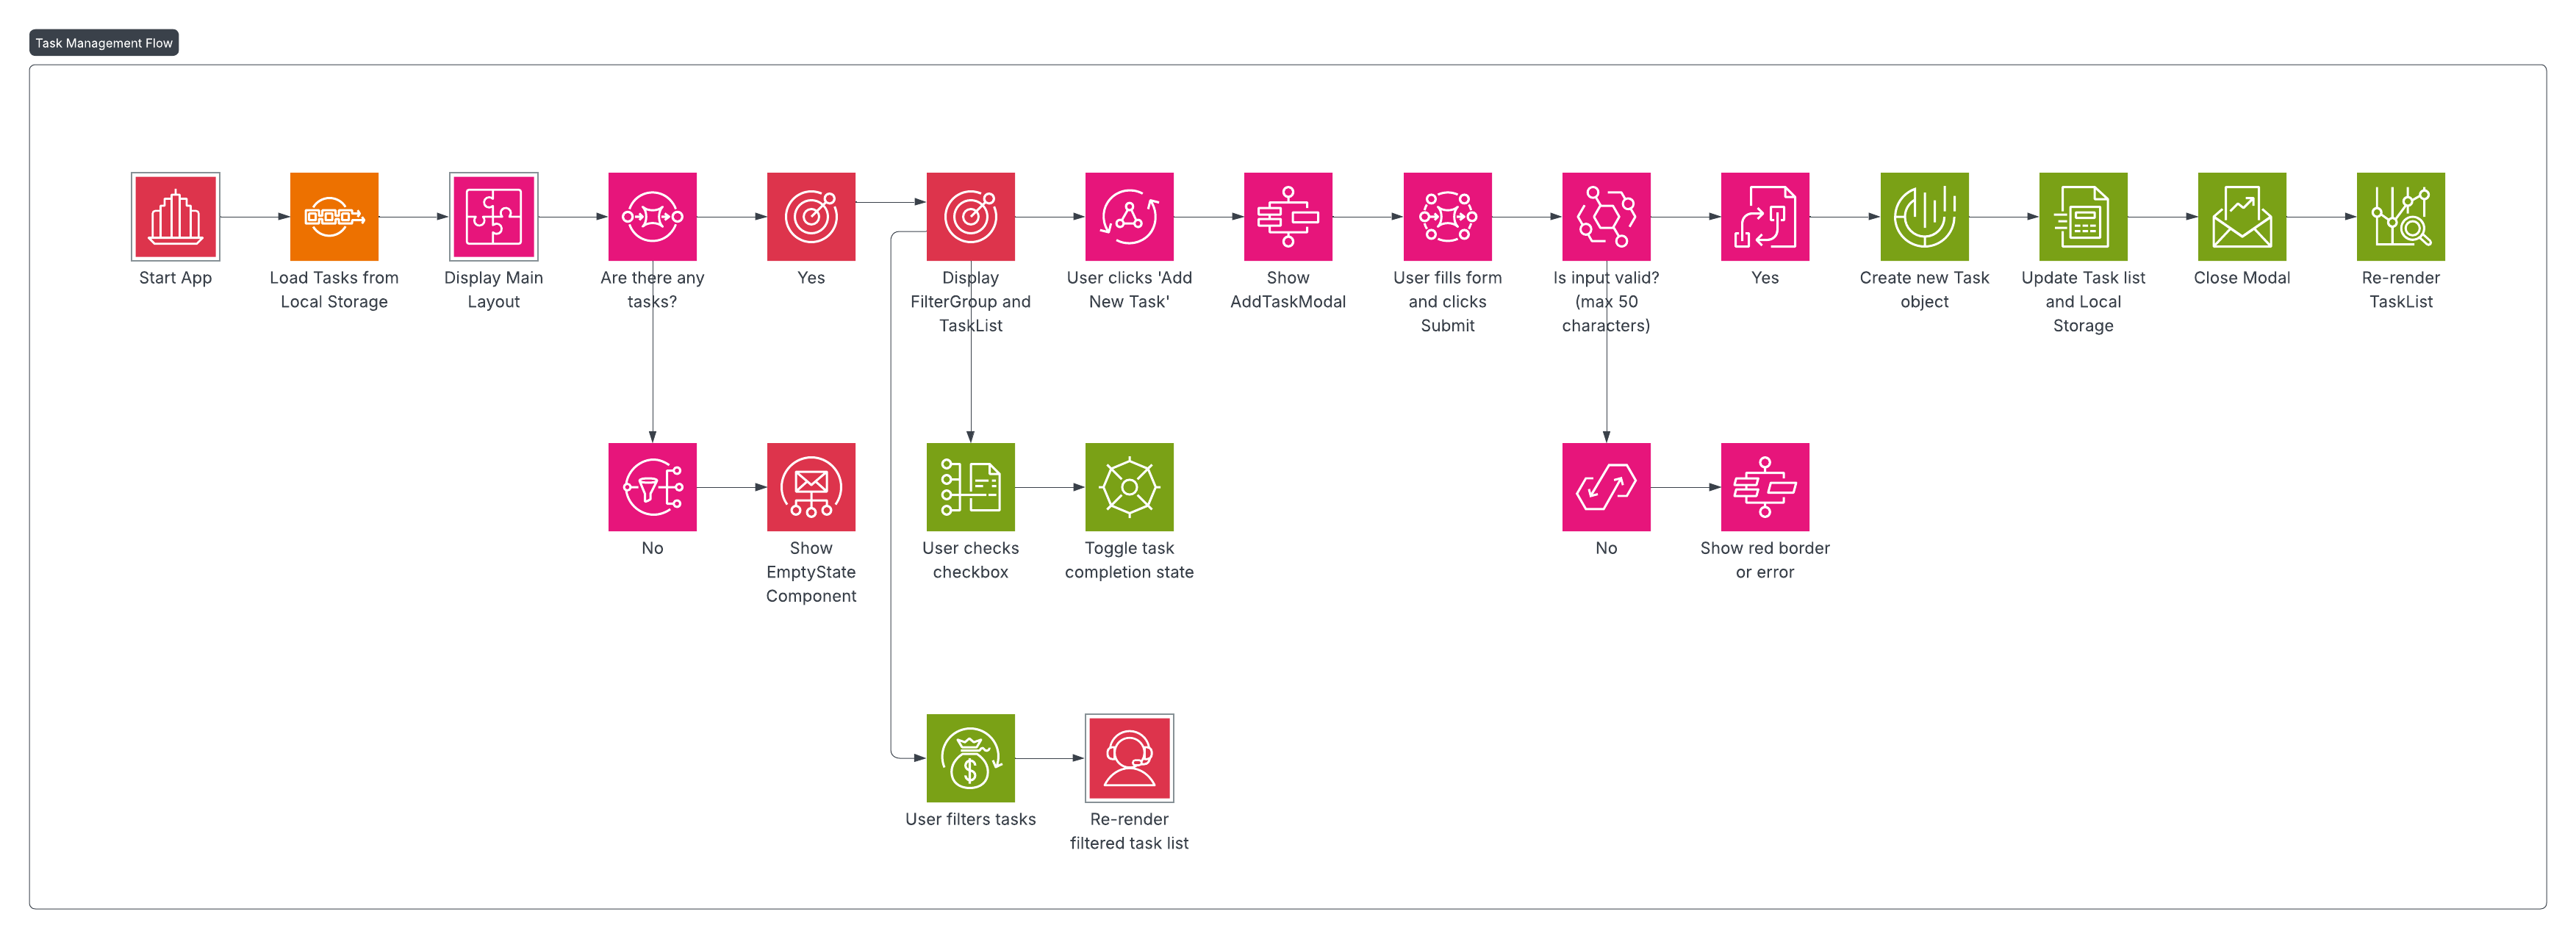 Task Management Flow
Start App
Load Tasks from
Local Storage
Display Main
Layout
Are there any
tasks?
Yes
Display
FilterGroup and
TaskList
User clicks 'Add
New Task'
Show
AddTaskModal
User fills form
and clicks
Submit
Is input valid?
(max 50
characters)
Yes
Create new Task
object
Update Task list
and Local
Storage
Close Modal
Re-render
TaskList
No
Show
EmptyState
Component
User checks
checkbox
Toggle task
completion state
No
Show red border
or error
User filters tasks
Re-render
filtered task list